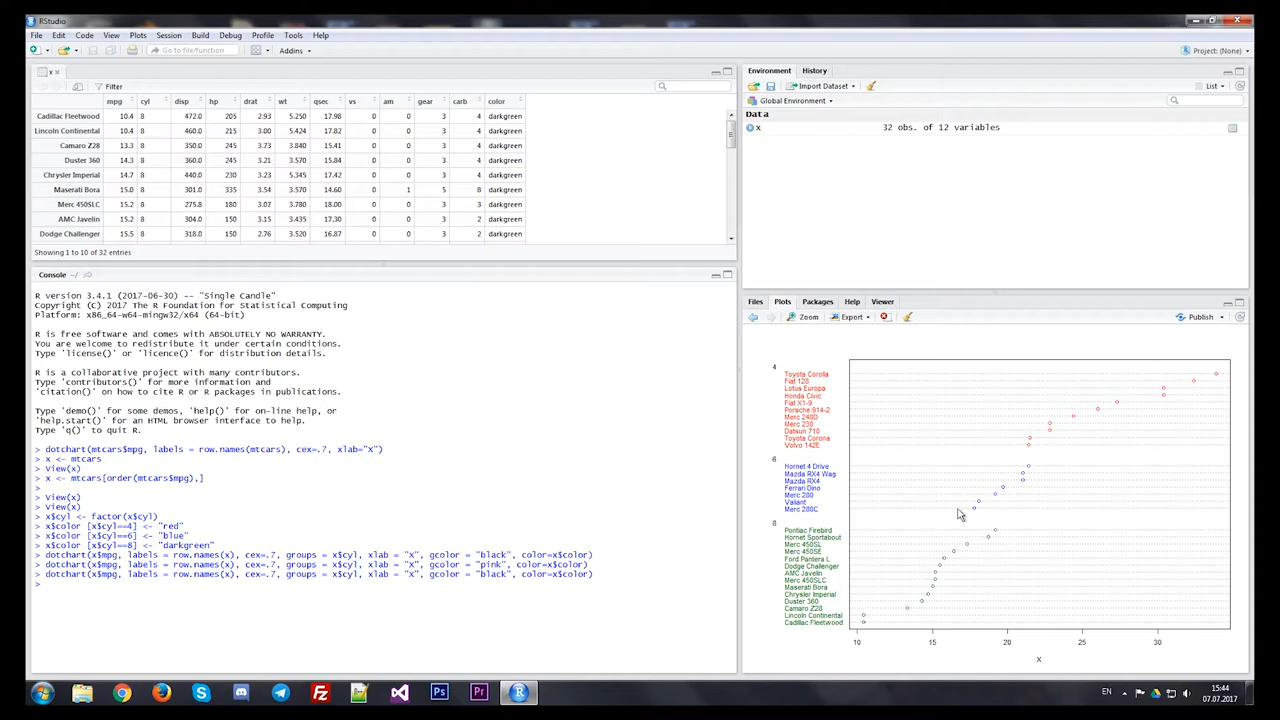 RStudio
File Edit Code View Plots Session Build Debug Profile Tools Help
Go to file/function Addins Project: (None)
x
Filter
mpg cyl disp hp drat wt qsec vs am gear carb color
Cadillac Fleetwood 10.4 8 472.0 205 2.93 5.250 17.98 0 0 3 4 darkgreen
Lincoln Continental 10.4 8 460.0 215 3.00 5.424 17.82 0 0 3 4 darkgreen
Camaro Z28 13.3 8 350.0 245 3.73 3.840 15.41 0 0 3 4 darkgreen
Duster 360 14.3 8 360.0 245 3.21 3.570 15.84 0 0 3 4 darkgreen
Chrysler Imperial 14.7 8 440.0 230 3.23 5.345 17.42 0 0 3 4 darkgreen
Maserati Bora 15.0 8 301.0 335 3.54 3.570 14.60 0 1 5 8 darkgreen
Merc 450SLC 15.2 8 275.8 180 3.07 3.780 18.00 0 0 3 3 darkgreen
AMC Javelin 15.2 8 304.0 150 3.15 3.435 17.30 0 0 3 2 darkgreen
Dodge Challenger 15.5 8 318.0 150 2.76 3.520 16.87 0 0 3 2 darkgreen
Showing 1 to 10 of 32 entries
Console ~/
R version 3.4.1 (2017-06-30) -- "Single Candle"
Copyright (C) 2017 The R Foundation for Statistical Computing
Platform: x86_64-w64-mingw32/x64 (64-bit)
R is free software and comes with ABSOLUTELY NO WARRANTY.
You are welcome to redistribute it under certain conditions.
Type 'license()' or 'licence()' for distribution details.
R is a collaborative project with many contributors.
Type 'contributors()' for more information and
'citation()' on how to cite R or R packages in publications.
Type 'demo()' for some demos, 'help()' for on-line help, or
'help.start()' for an HTML browser interface to help.
Type 'q()' to quit R.
> dotchart(mtcars$mpg, labels = row.names(mtcars), cex=.7, xlab="x")
> x <- mtcars
> View(x)
> x <- mtcars[order(mtcars$mpg),]
>
> View(x)
> View(x)
> x$cyl <- factor(x$cyl)
> x$color [x$cyl==4] <- "red"
> x$color [x$cyl==6] <- "blue"
> x$color [x$cyl==8] <- "darkgreen"
> dotchart(x$mpg, labels = row.names(x), cex=.7, groups = x$cyl, xlab = "x", gcolor = "black", color=x$color)
> dotchart(x$mpg, labels = row.names(x), cex=.7, groups = x$cyl, xlab = "x", gcolor = "pink", color=x$color)
> dotchart(x$mpg, labels = row.names(x), cex=.7, groups = x$cyl, xlab = "x", gcolor = "black", color=x$color)
>
Environment History
Import Dataset List
Global Environment
Data
x 32 obs. of 12 variables
Files Plots Packages Help Viewer
Zoom Export Publish
4
Toyota Corolla
Fiat 128
Lotus Europa
Honda Civic
Fiat X1-9
Porsche 914-2
Merc 240D
Merc 230
Datsun 710
Toyota Corona
Volvo 142E
6
Hornet 4 Drive
Mazda RX4 Wag
Mazda RX4
Ferrari Dino
Merc 280
Valiant
Merc 280C
8
Pontiac Firebird
Hornet Sportabout
Merc 450SL
Merc 450SE
Ford Pantera L
Dodge Challenger
AMC Javelin
Merc 450SLC
Maserati Bora
Chrysler Imperial
Duster 360
Camaro Z28
Lincoln Continental
Cadillac Fleetwood
10 15 20 25 30
x
Ps Pr R
EN 15:44
07.07.2017